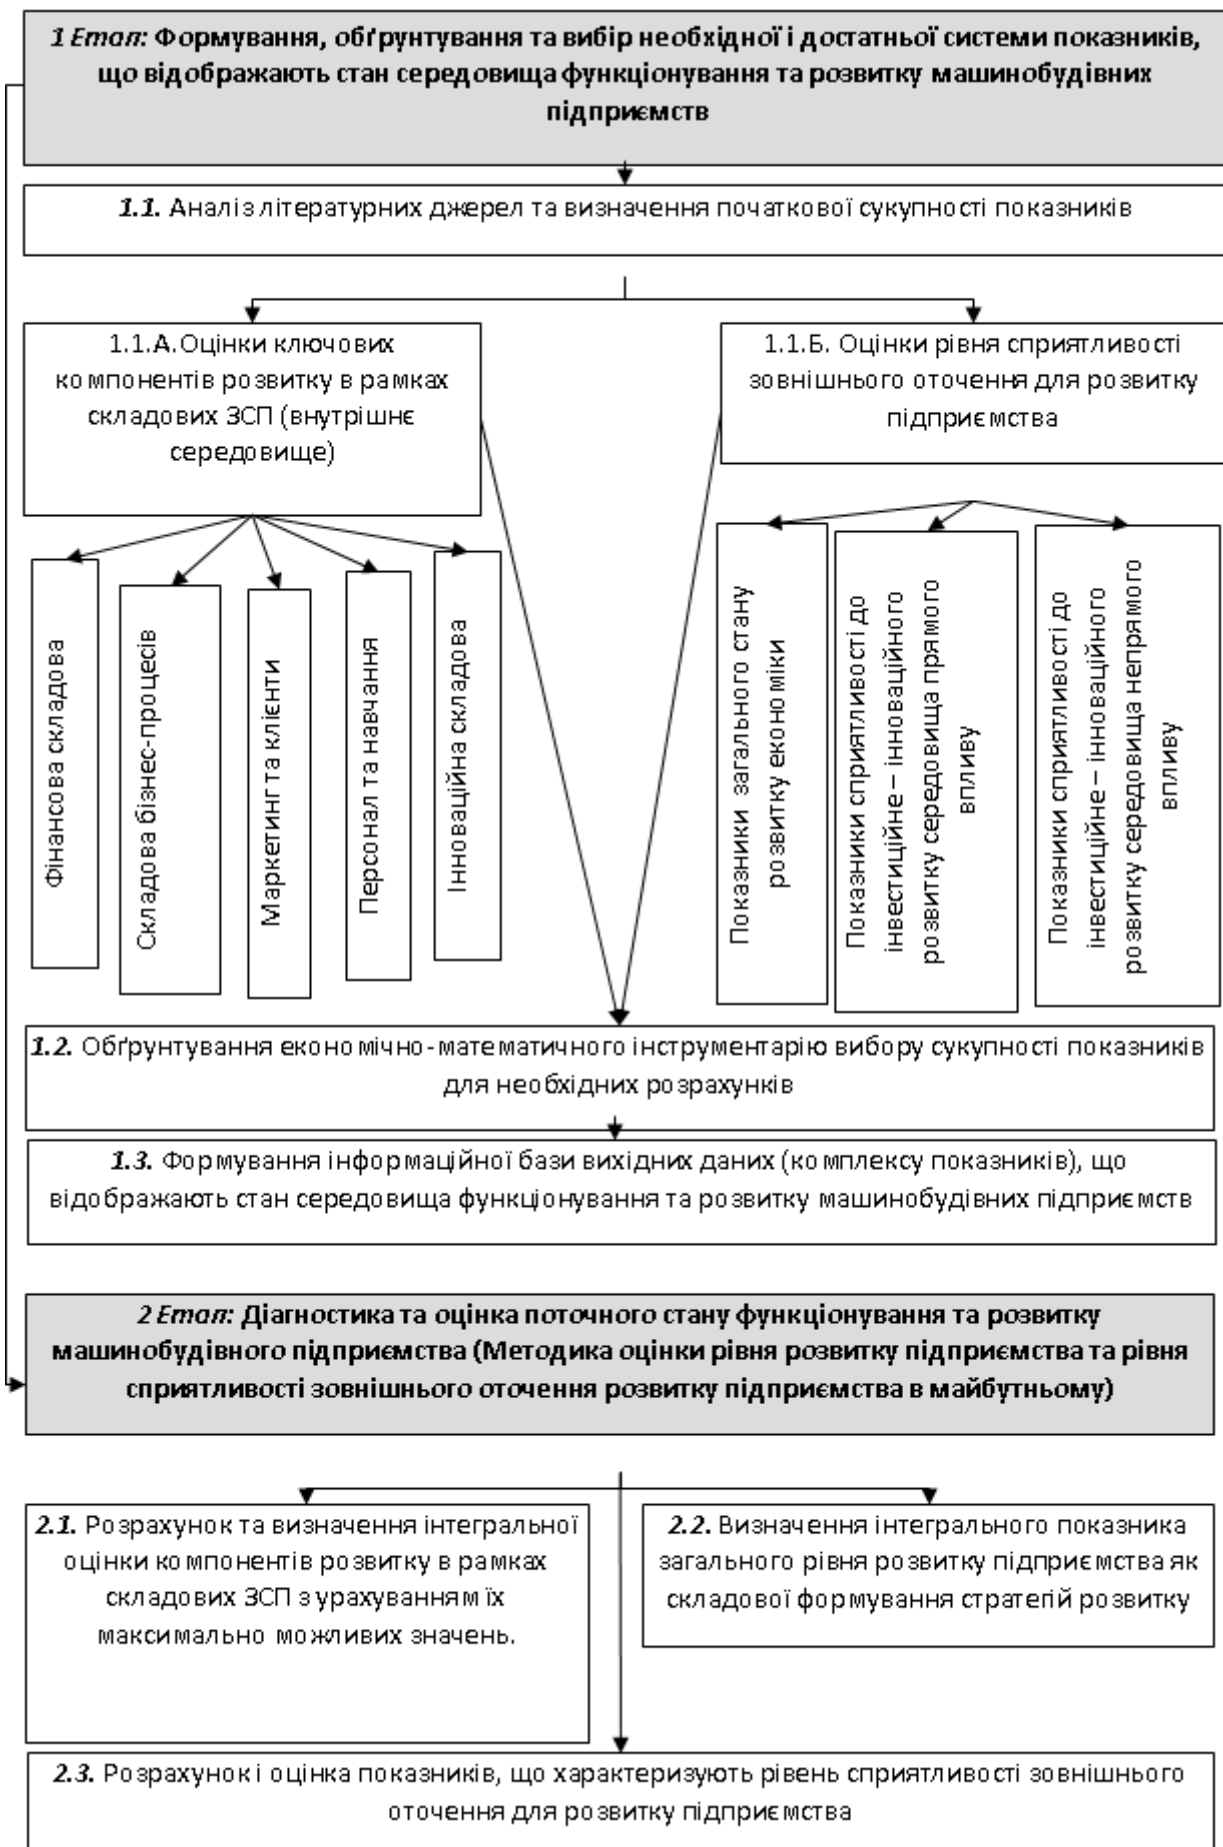 1 Етап: Формування, обґрунтування та вибір необхідної і достатньої системи показників,
що відображають стан середовища функціонування та розвитку машинобудівних
підприємств
1.1. Аналіз літературних джерел та визначення початкової сукупності показників
1.1.А.Оцінки ключових
компонентів розвитку в рамках
складових ЗСП (внутрішнє
середовище)
1.1.Б. Оцінки рівня сприятливості
зовнішнього оточення для розвитку
підприємства
Фінансова складова
Складова бізнес-процесів
Маркетинг та клієнти
Персонал та навчання
Інноваційна складова
Показники загального стану
розвитку економіки
Показники сприятливості до
інвестиційне – інноваційного
розвитку середовища прямого
впливу
Показники сприятливості до
інвестиційне – інноваційного
розвитку середовища непрямого
впливу
1.2. Обґрунтування економічно-математичного інструментарію вибору сукупності показників
для необхідних розрахунків
1.3. Формування інформаційної бази вихідних даних (комплексу показників), що
відображають стан середовища функціонування та розвитку машинобудівних підприємств
2 Етап: Діагностика та оцінка поточного стану функціонування та розвитку
машинобудівного підприємства (Методика оцінки рівня розвитку підприємства та рівня
сприятливості зовнішнього оточення розвитку підприємства в майбутньому)
2.1. Розрахунок та визначення інтегральної
оцінки компонентів розвитку в рамках
складових ЗСП з урахуванням їх
максимально можливих значень.
2.2. Визначення інтегрального показника
загального рівня розвитку підприємства як
складової формування стратегій розвитку
2.3. Розрахунок і оцінка показників, що характеризують рівень сприятливості зовнішнього
оточення для розвитку підприємства